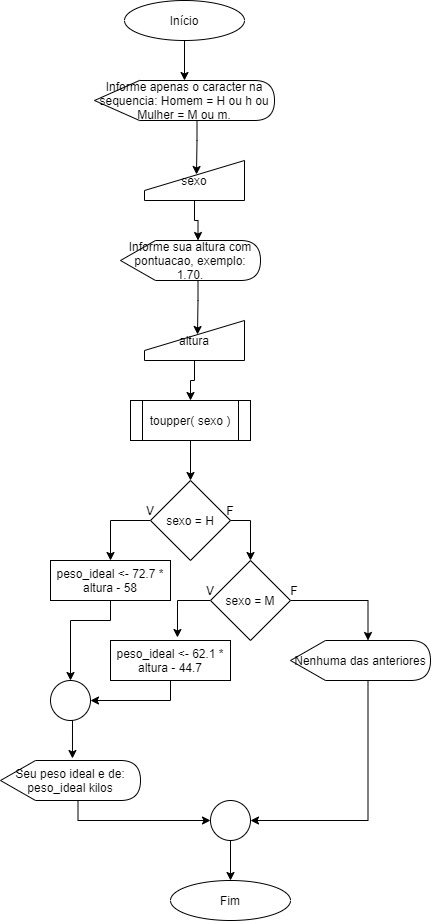 Início
Informe apenas o caracter na
sequencia: Homem = H ou h ou
Mulher = M ou m.
sexo
Informe sua altura com
pontuacao, exemplo:
1.70.
altura
toupper( sexo )
V
F
sexo = H
peso_ideal <- 72.7 *
altura - 58
V
F
sexo = M
peso_ideal <- 62.1 *
altura - 44.7
Nenhuma das anteriores
Seu peso ideal e de:
peso_ideal kilos
Fim